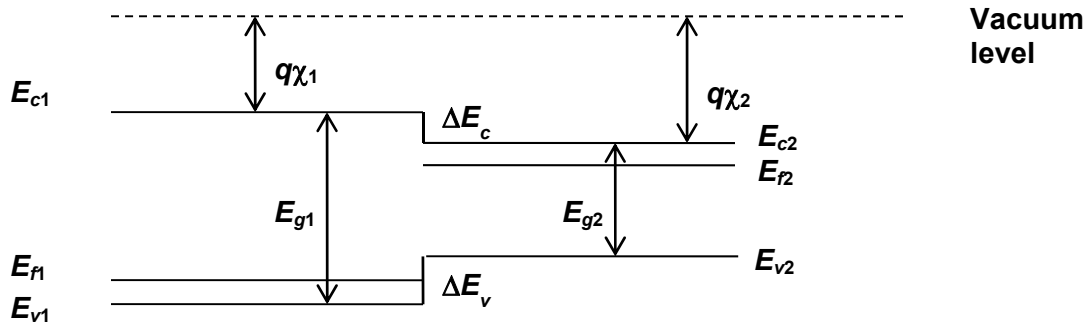 Vacuum
level
qχ1
qχ2
Ec1
ΔEc
Ec2
Ef2
Eg1
Eg2
Ef1
Ev2
ΔEv
Ev1